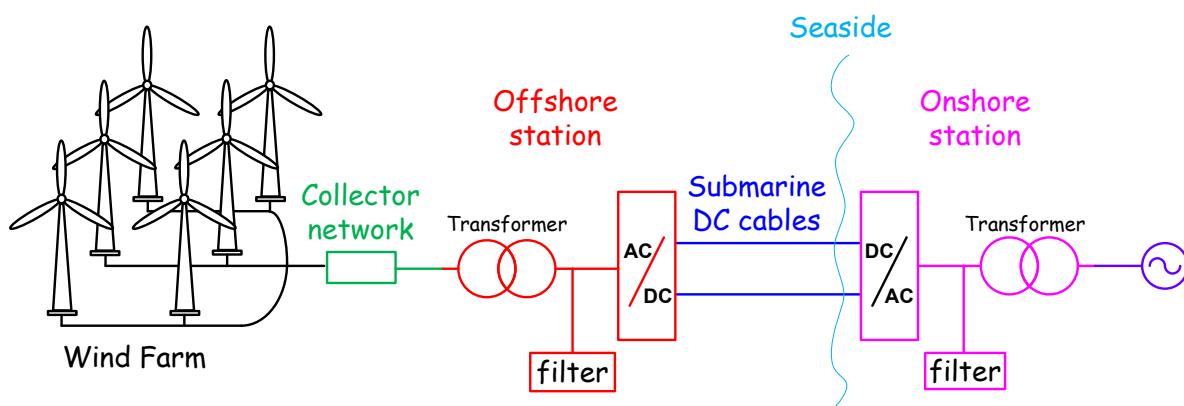 Seaside
Offshore
station
Onshore
station
Collector
network
Submarine
DC cables
Transformer
Transformer
AC
DC
DC
AC
Wind Farm
filter
filter